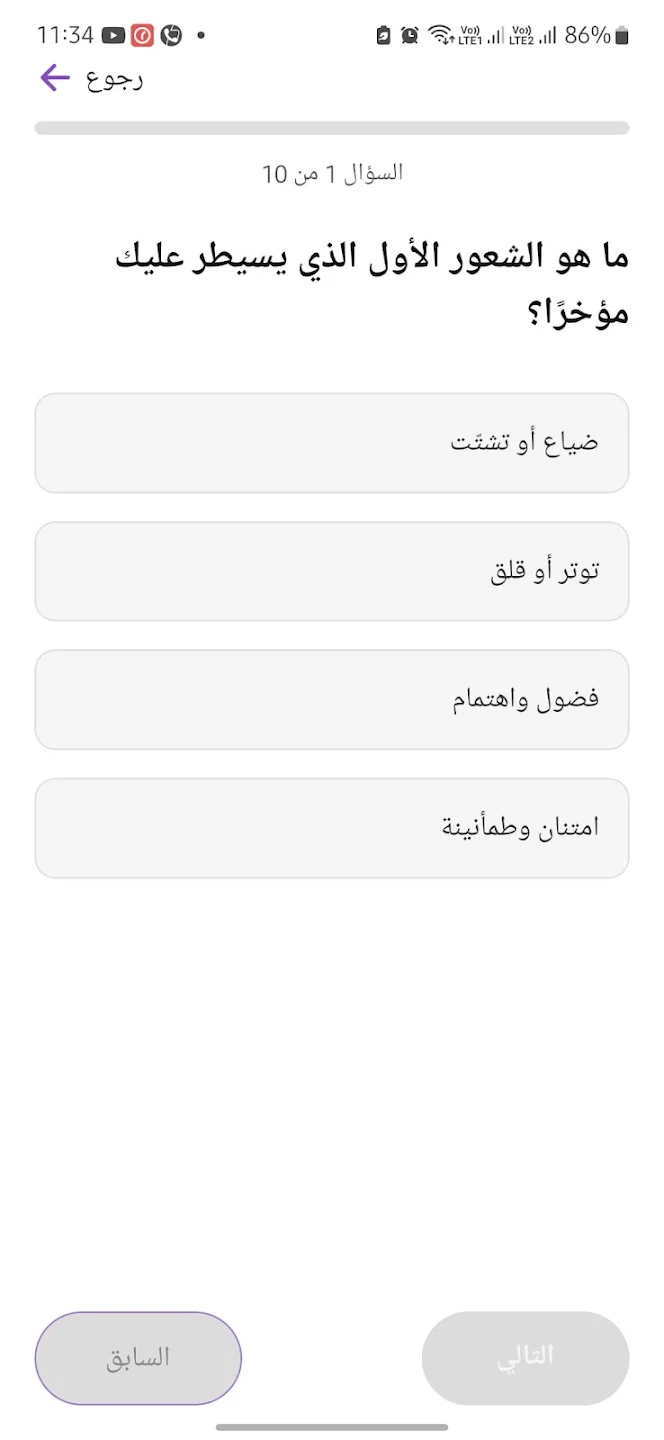 11:34
Vo)) LTE1 Vo)) LTE2 86%
رجوع
السؤال 1 من 10
ما هو الشعور الأول الذي يسيطر عليك
مؤخرًا؟
ضياع أو تشتّت
توتر أو قلق
فضول واهتمام
امتنان وطمأنينة
التالي
السابق